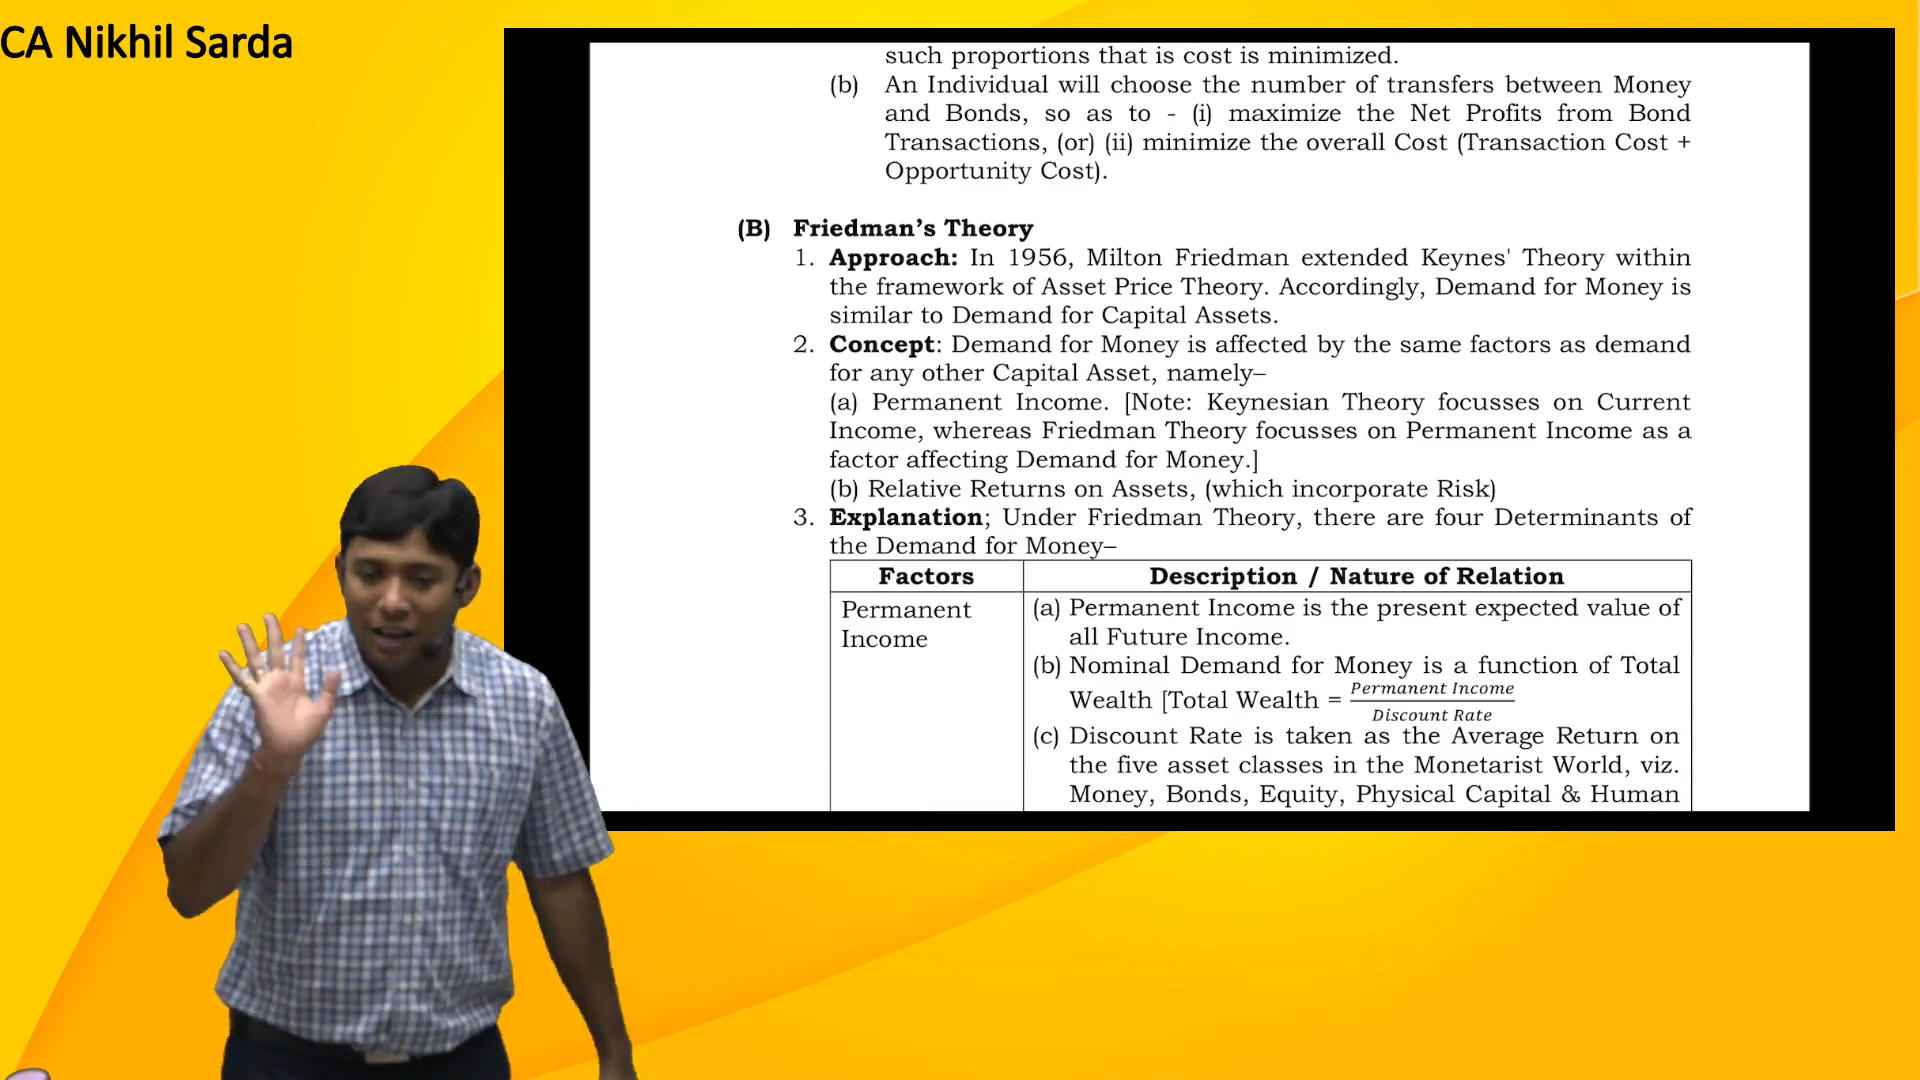 CA Nikhil Sarda
such proportions that is cost is minimized.
(b) An Individual will choose the number of transfers between Money
and Bonds, so as to - (i) maximize the Net Profits from Bond
Transactions, (or) (ii) minimize the overall Cost (Transaction Cost +
Opportunity Cost).
(B) Friedman’s Theory
1. Approach: In 1956, Milton Friedman extended Keynes' Theory within
the framework of Asset Price Theory. Accordingly, Demand for Money is
similar to Demand for Capital Assets.
2. Concept: Demand for Money is affected by the same factors as demand
for any other Capital Asset, namely–
(a) Permanent Income. [Note: Keynesian Theory focusses on Current
Income, whereas Friedman Theory focusses on Permanent Income as a
factor affecting Demand for Money.]
(b) Relative Returns on Assets, (which incorporate Risk)
3. Explanation; Under Friedman Theory, there are four Determinants of
the Demand for Money–
Factors
Description / Nature of Relation
Permanent
Income
(a) Permanent Income is the present expected value of
all Future Income.
(b) Nominal Demand for Money is a function of Total
Wealth [Total Wealth = Permanent Income
Discount Rate
(c) Discount Rate is taken as the Average Return on
the five asset classes in the Monetarist World, viz.
Money, Bonds, Equity, Physical Capital & Human